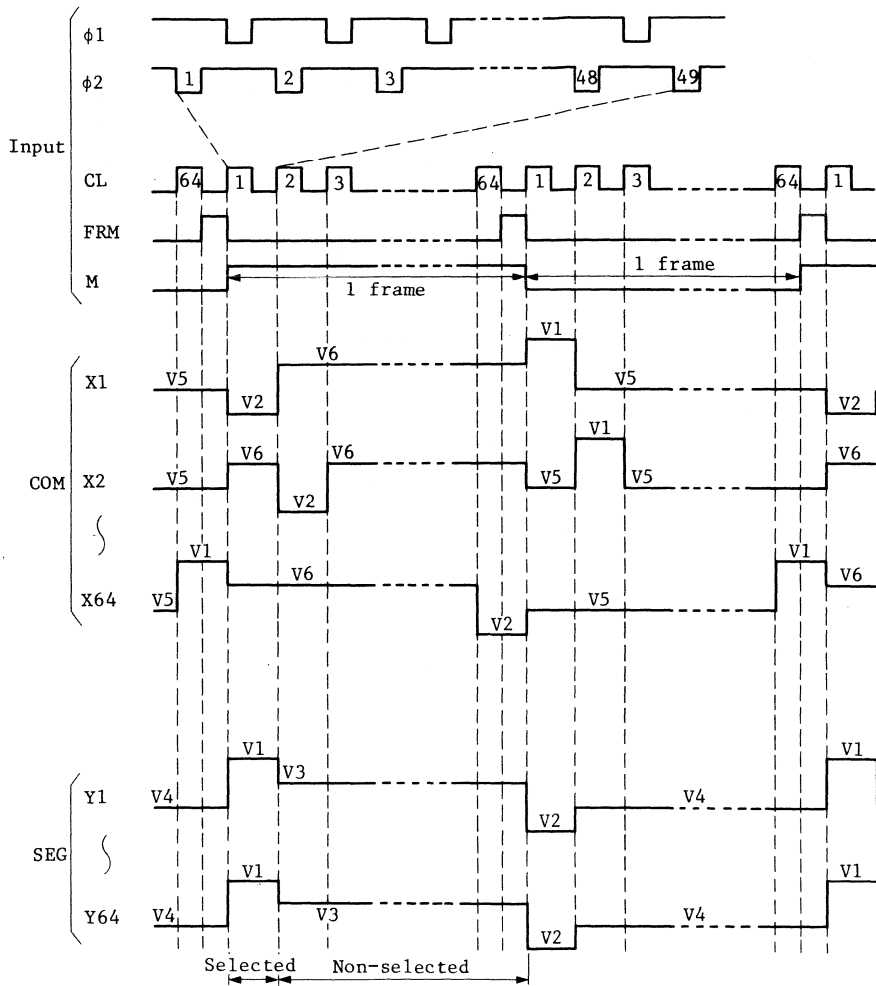 φ1
φ2
1 2 3 48 49
Input
CL
64 1 2 3 64 1 2 3 64 1
FRM
M
1 frame 1 frame
V1
V6
X1 V5 V5
V2 V2
V1
V6 V6 V6
COM X2 V5 V5 V5
V2
V1 V1
V6 V6
X64 V5 V5
V2
V1 V1
V3
Y1 V4 V4
V2
SEG
V1 V1
Y64 V4 V3 V4
V2
Selected Non-selected